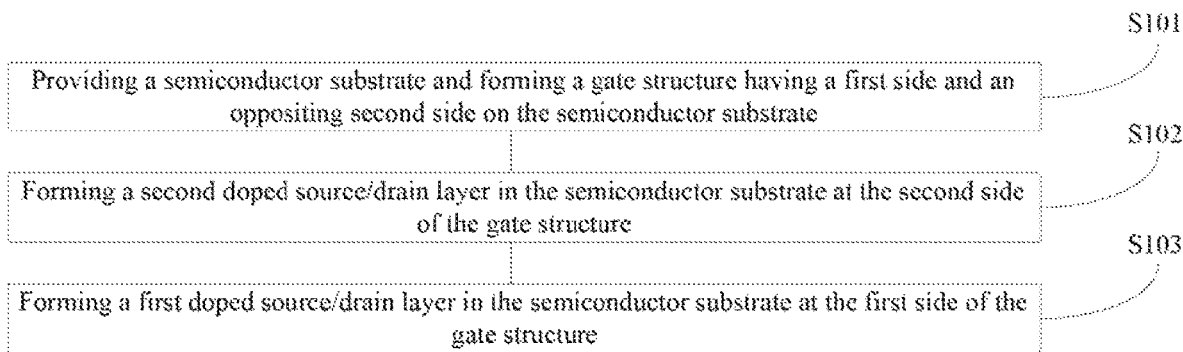 S101
Providing a semiconductor substrate and forming a gate structure having a first side and an
oppositing second side on the semiconductor substrate
S102
Forming a second doped source/drain layer in the semiconductor substrate at the second side
of the gate structure
S103
Forming a first doped source/drain layer in the semiconductor substrate at the first side of the
gate structure